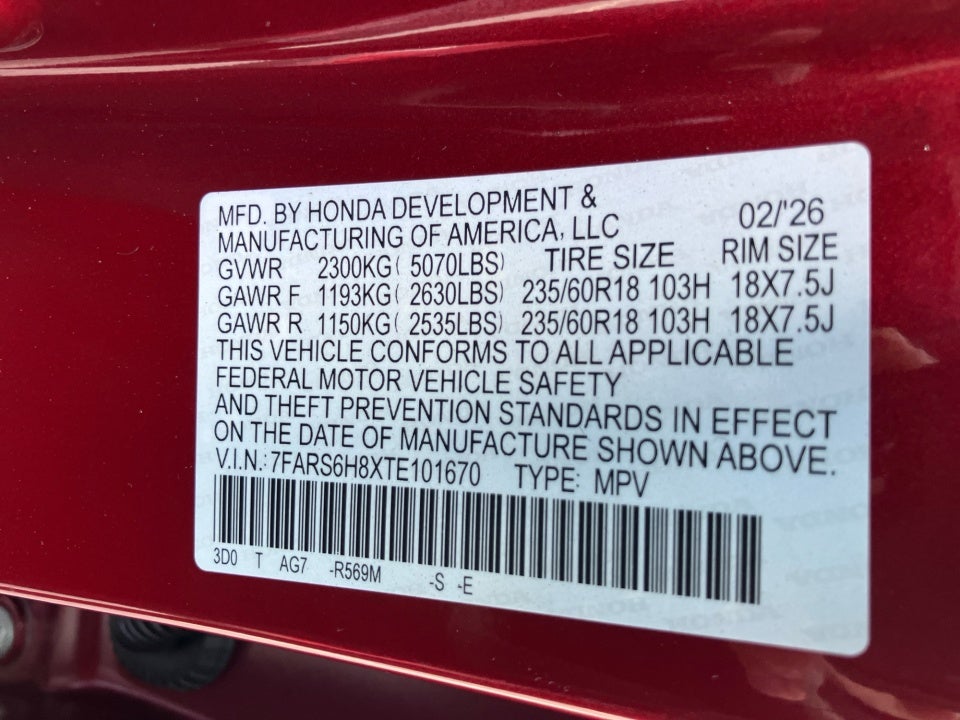 MFD. BY HONDA DEVELOPMENT &
MANUFACTURING OF AMERICA, LLC 02/'26
GVWR 2300KG( 5070LBS) TIRE SIZE RIM SIZE
GAWR F 1193KG( 2630LBS) 235/60R18 103H 18X7.5J
GAWR R 1150KG( 2535LBS) 235/60R18 103H 18X7.5J
THIS VEHICLE CONFORMS TO ALL APPLICABLE
FEDERAL MOTOR VEHICLE SAFETY
AND THEFT PREVENTION STANDARDS IN EFFECT
ON THE DATE OF MANUFACTURE SHOWN ABOVE.
V.I.N.: 7FARS6H8XTE101670 TYPE: MPV
3D0 T AG7 -R569M -S -E